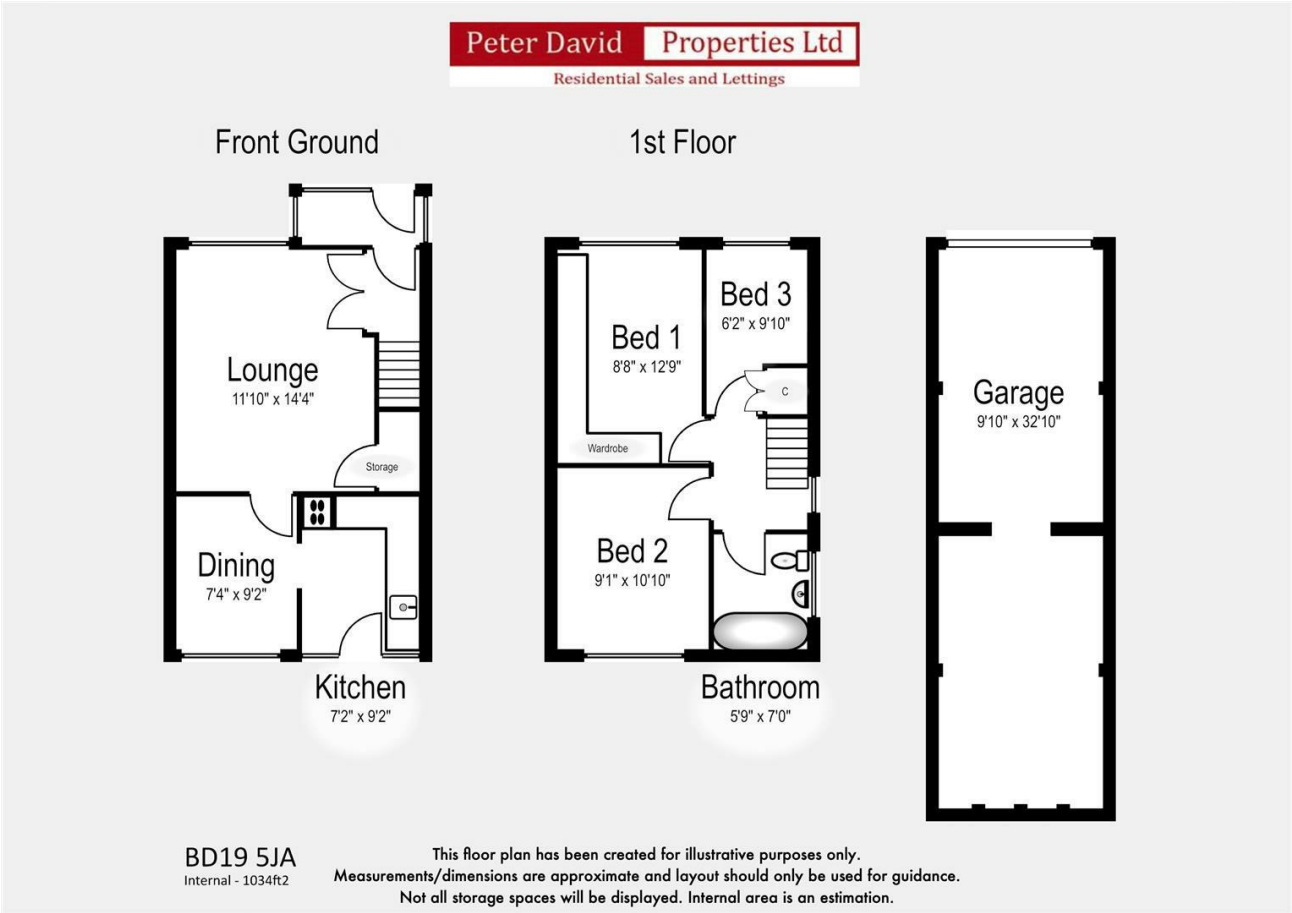 Peter David Properties Ltd
Residential Sales and Lettings
Front Ground
1st Floor
Lounge
11'10" x 14'4"
Storage
Dining
7'4" x 9'2"
Kitchen
7'2" x 9'2"
Bed 1
8'8" x 12'9"
Bed 3
6'2" x 9'10"
C
Wardrobe
Bed 2
9'1" x 10'10"
Bathroom
5'9" x 7'0"
Garage
9'10" x 32'10"
BD19 5JA
Internal - 1034ft2
This floor plan has been created for illustrative purposes only.
Measurements/dimensions are approximate and layout should only be used for guidance.
Not all storage spaces will be displayed. Internal area is an estimation.